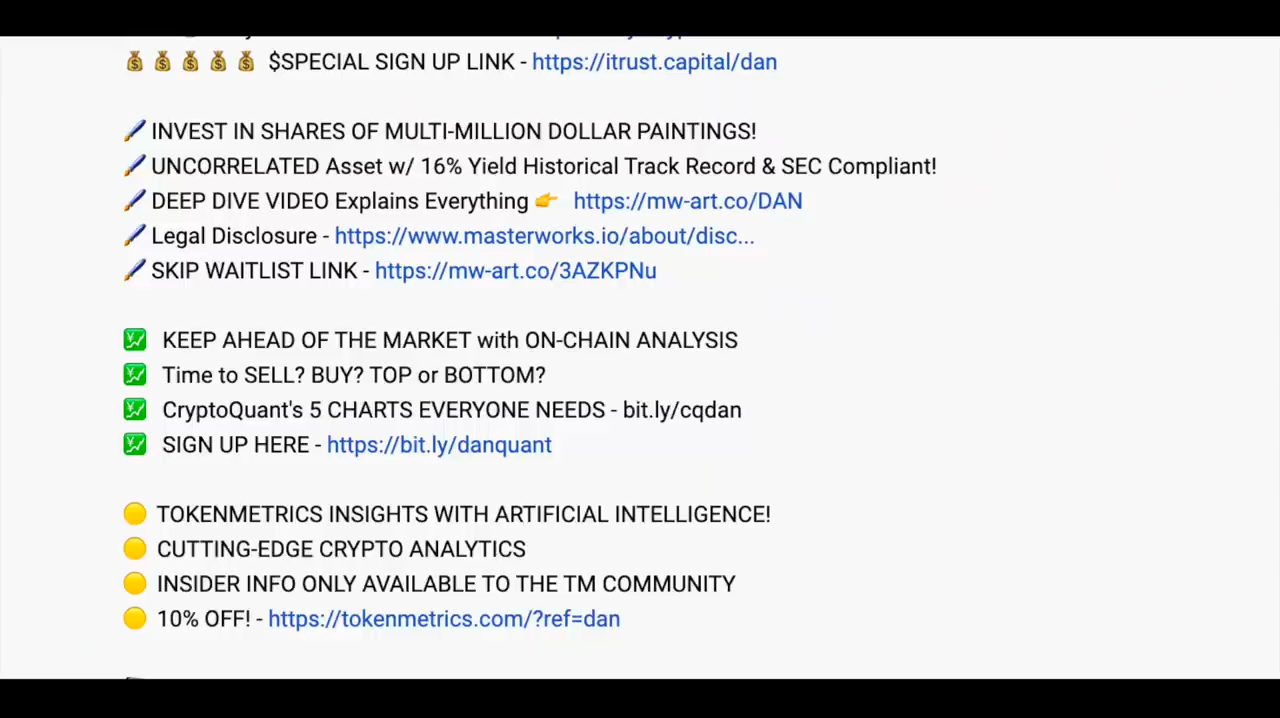 💰 💰 💰 💰 💰 $SPECIAL SIGN UP LINK - https://itrust.capital/dan
🖌️ INVEST IN SHARES OF MULTI-MILLION DOLLAR PAINTINGS!
🖌️ UNCORRELATED Asset w/ 16% Yield Historical Track Record & SEC Compliant!
🖌️ DEEP DIVE VIDEO Explains Everything 👉 https://mw-art.co/DAN
🖌️ Legal Disclosure - https://www.masterworks.io/about/disc...
🖌️ SKIP WAITLIST LINK - https://mw-art.co/3AZKPNu
💹 KEEP AHEAD OF THE MARKET with ON-CHAIN ANALYSIS
💹 Time to SELL? BUY? TOP or BOTTOM?
💹 CryptoQuant's 5 CHARTS EVERYONE NEEDS - bit.ly/cqdan
💹 SIGN UP HERE - https://bit.ly/danquant
🟡 TOKENMETRICS INSIGHTS WITH ARTIFICIAL INTELLIGENCE!
🟡 CUTTING-EDGE CRYPTO ANALYTICS
🟡 INSIDER INFO ONLY AVAILABLE TO THE TM COMMUNITY
🟡 10% OFF! - https://tokenmetrics.com/?ref=dan